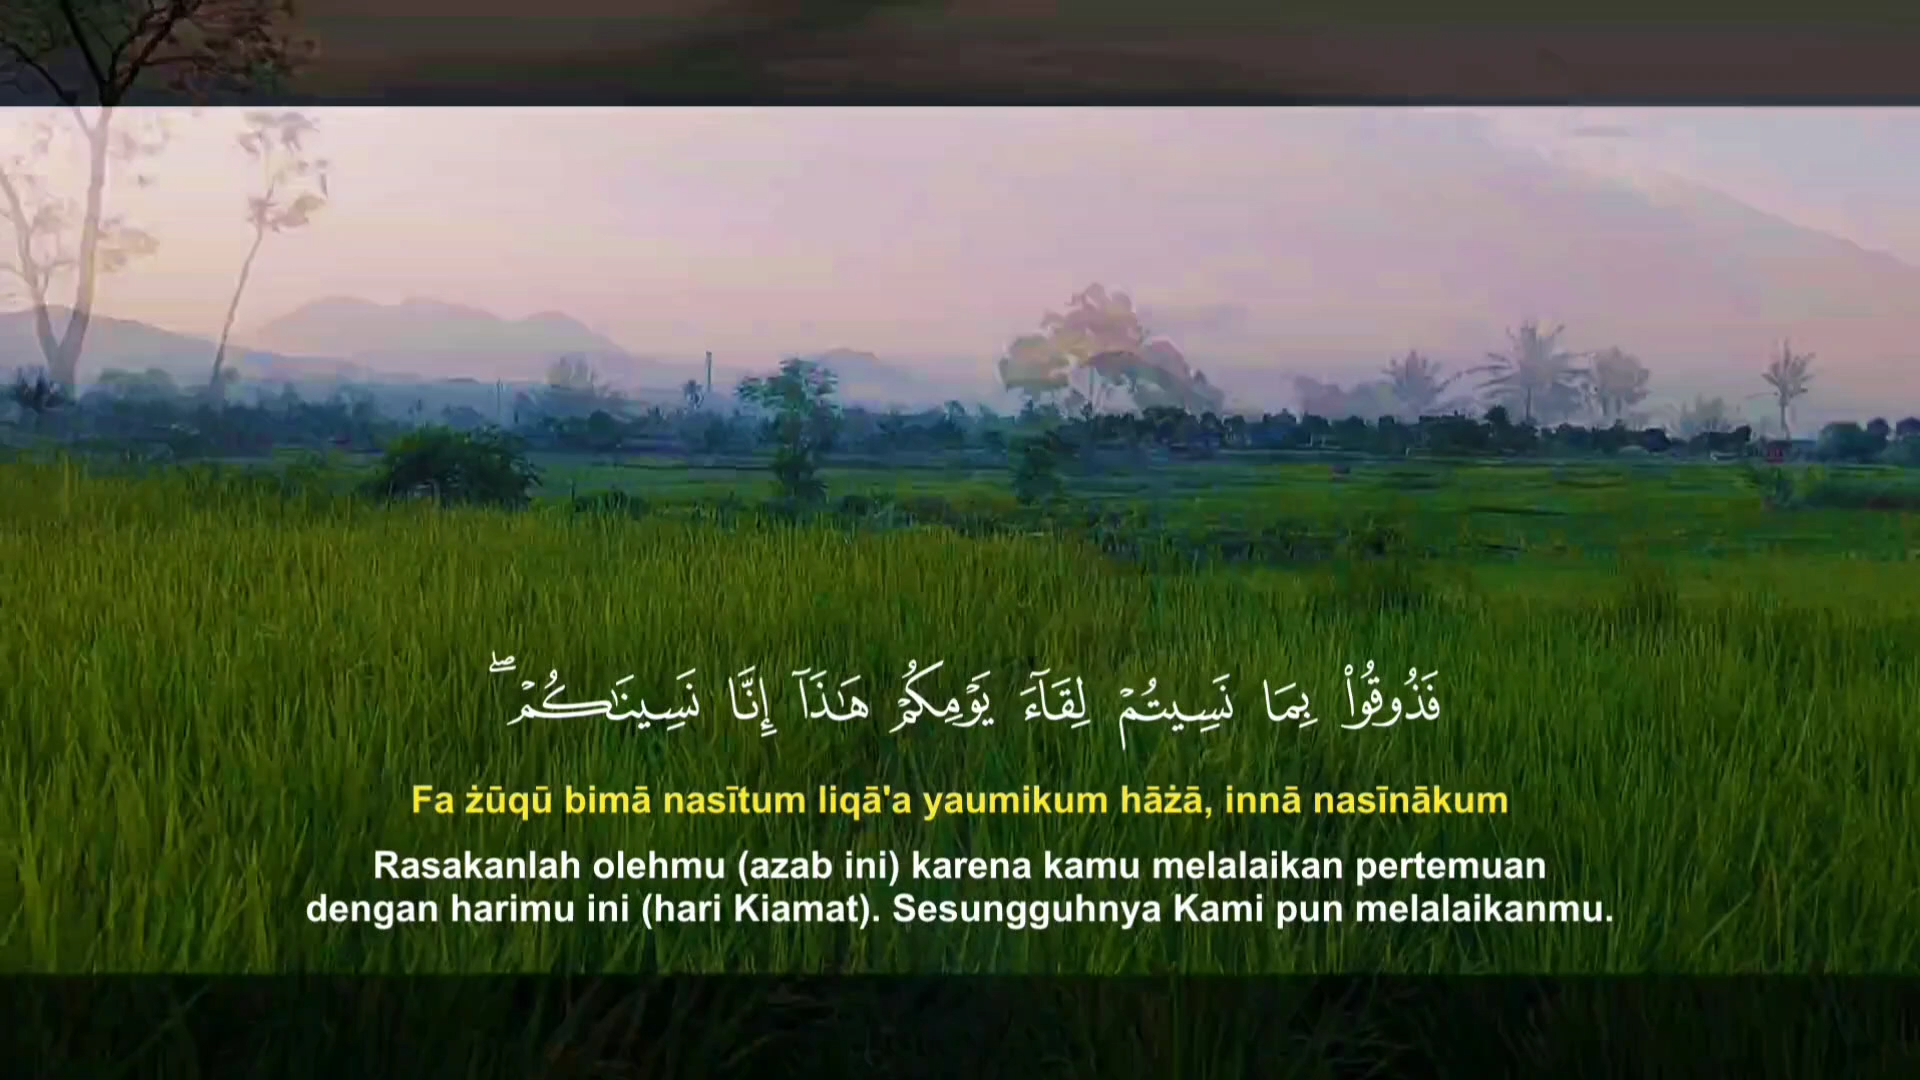 فَذُوقُوا۟ بِمَا نَسِيتُمْ لِقَآءَ يَوْمِكُمْ هَـٰذَآ إِنَّا نَسِينَـٰكُمْ ۖ
Fa żūqū bimā nasītum liqā'a yaumikum hāżā, innā nasīnākum
Rasakanlah olehmu (azab ini) karena kamu melalaikan pertemuan
dengan harimu ini (hari Kiamat). Sesungguhnya Kami pun melalaikanmu.